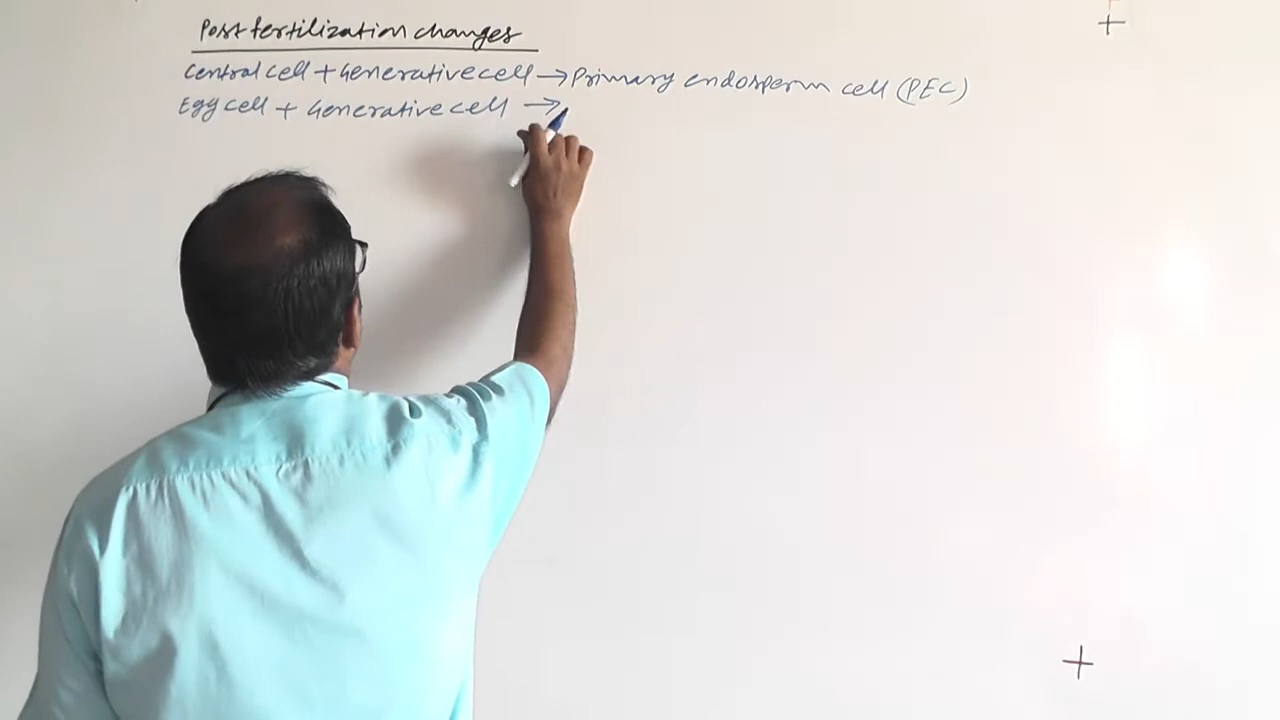 Post fertilization changes
Central cell + Generative cell → Primary endosperm cell (PEC)
Egg cell + Generative cell →